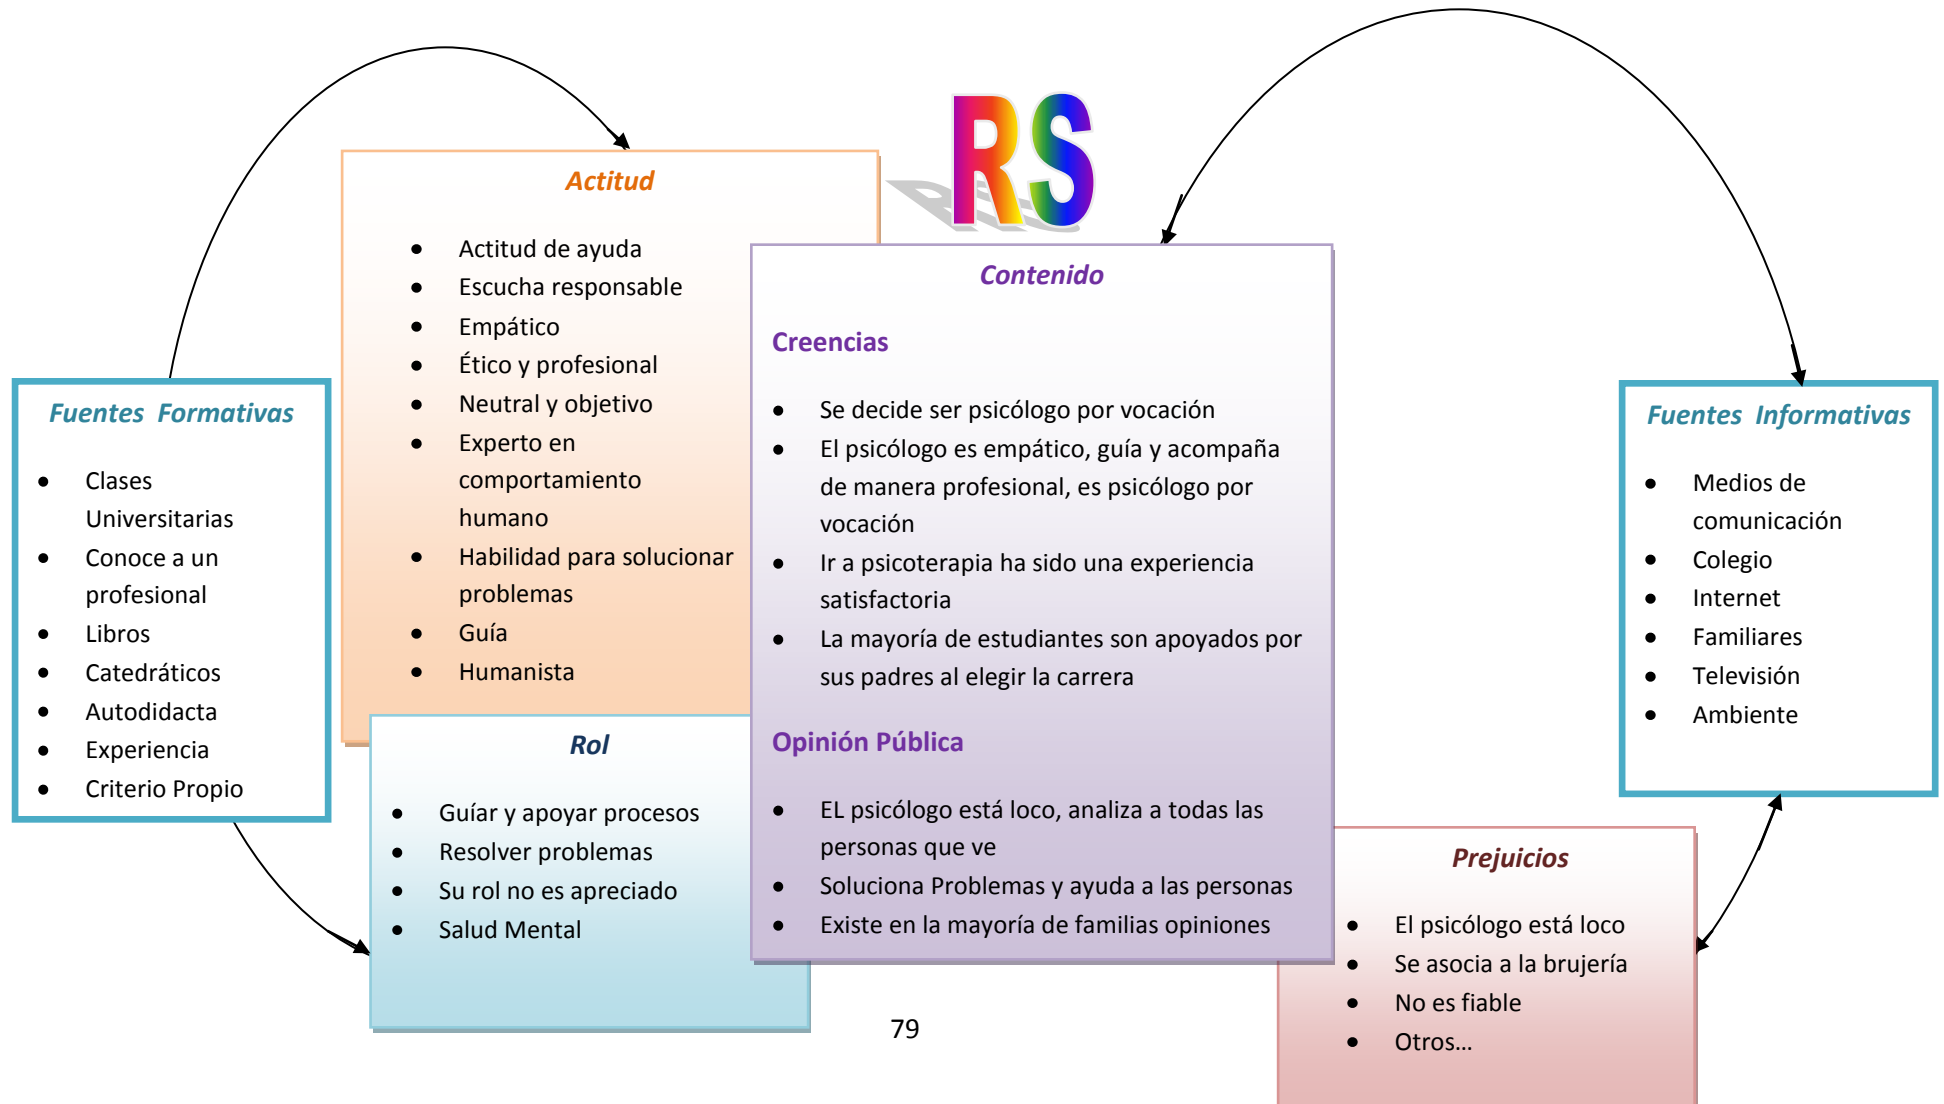 RS
Actitud
Actitud de ayuda
Escucha responsable
Empático
Ético y profesional
Neutral y objetivo
Experto en
comportamiento
humano
Habilidad para solucionar
problemas
Guía
Humanista
Contenido
Creencias
Se decide ser psicólogo por vocación
El psicólogo es empático, guía y acompaña
de manera profesional, es psicólogo por
vocación
Ir a psicoterapia ha sido una experiencia
satisfactoria
La mayoría de estudiantes son apoyados por
sus padres al elegir la carrera
Opinión Pública
EL psicólogo está loco, analiza a todas las
personas que ve
Soluciona Problemas y ayuda a las personas
Existe en la mayoría de familias opiniones
Fuentes Formativas
Clases
Universitarias
Conoce a un
profesional
Libros
Catedráticos
Autodidacta
Experiencia
Criterio Propio
Fuentes Informativas
Medios de
comunicación
Colegio
Internet
Familiares
Televisión
Ambiente
Rol
Guíar y apoyar procesos
Resolver problemas
Su rol no es apreciado
Salud Mental
Prejuicios
El psicólogo está loco
Se asocia a la brujería
No es fiable
Otros…
79